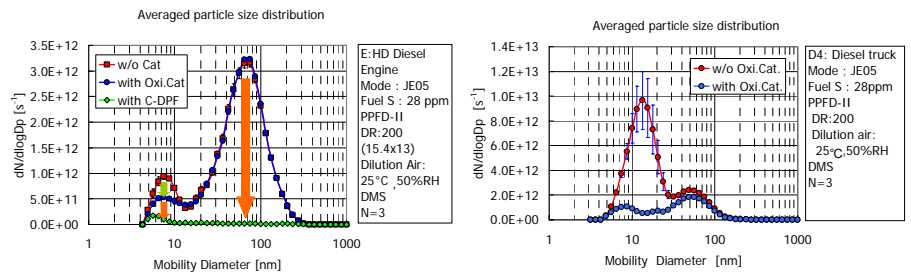 Averaged particle size distribution
3.5E+12
3.0E+12
2.5E+12
2.0E+12
1.5E+12
1.0E+12
5.0E+11
0.0E+00
dN/dlogDp [s⁻¹]
w/o Cat
with Oxi.Cat
with C-DPF
1 10 100 1000
Mobility Diameter [nm]
E:HD Diesel
Engine
Mode : JE05
Fuel S : 28 ppm
PPFD-II
DR:200
(15.4x13)
Dilution Air:
25°C ,50%RH
DMS
N=3
Averaged particle size distribution
1.4E+13
1.2E+13
1.0E+13
8.0E+12
6.0E+12
4.0E+12
2.0E+12
0.0E+00
dN/dlogDp [s⁻¹]
w/o Oxi.Cat.
with Oxi.Cat.
1 10 100 1000
Mobility Diameter [nm]
D4: Diesel truck
Mode ; JE05
Fuel S : 28ppm
PPFD-II
DR:200
Dilution air:
25℃,50%RH
DMS
N=3